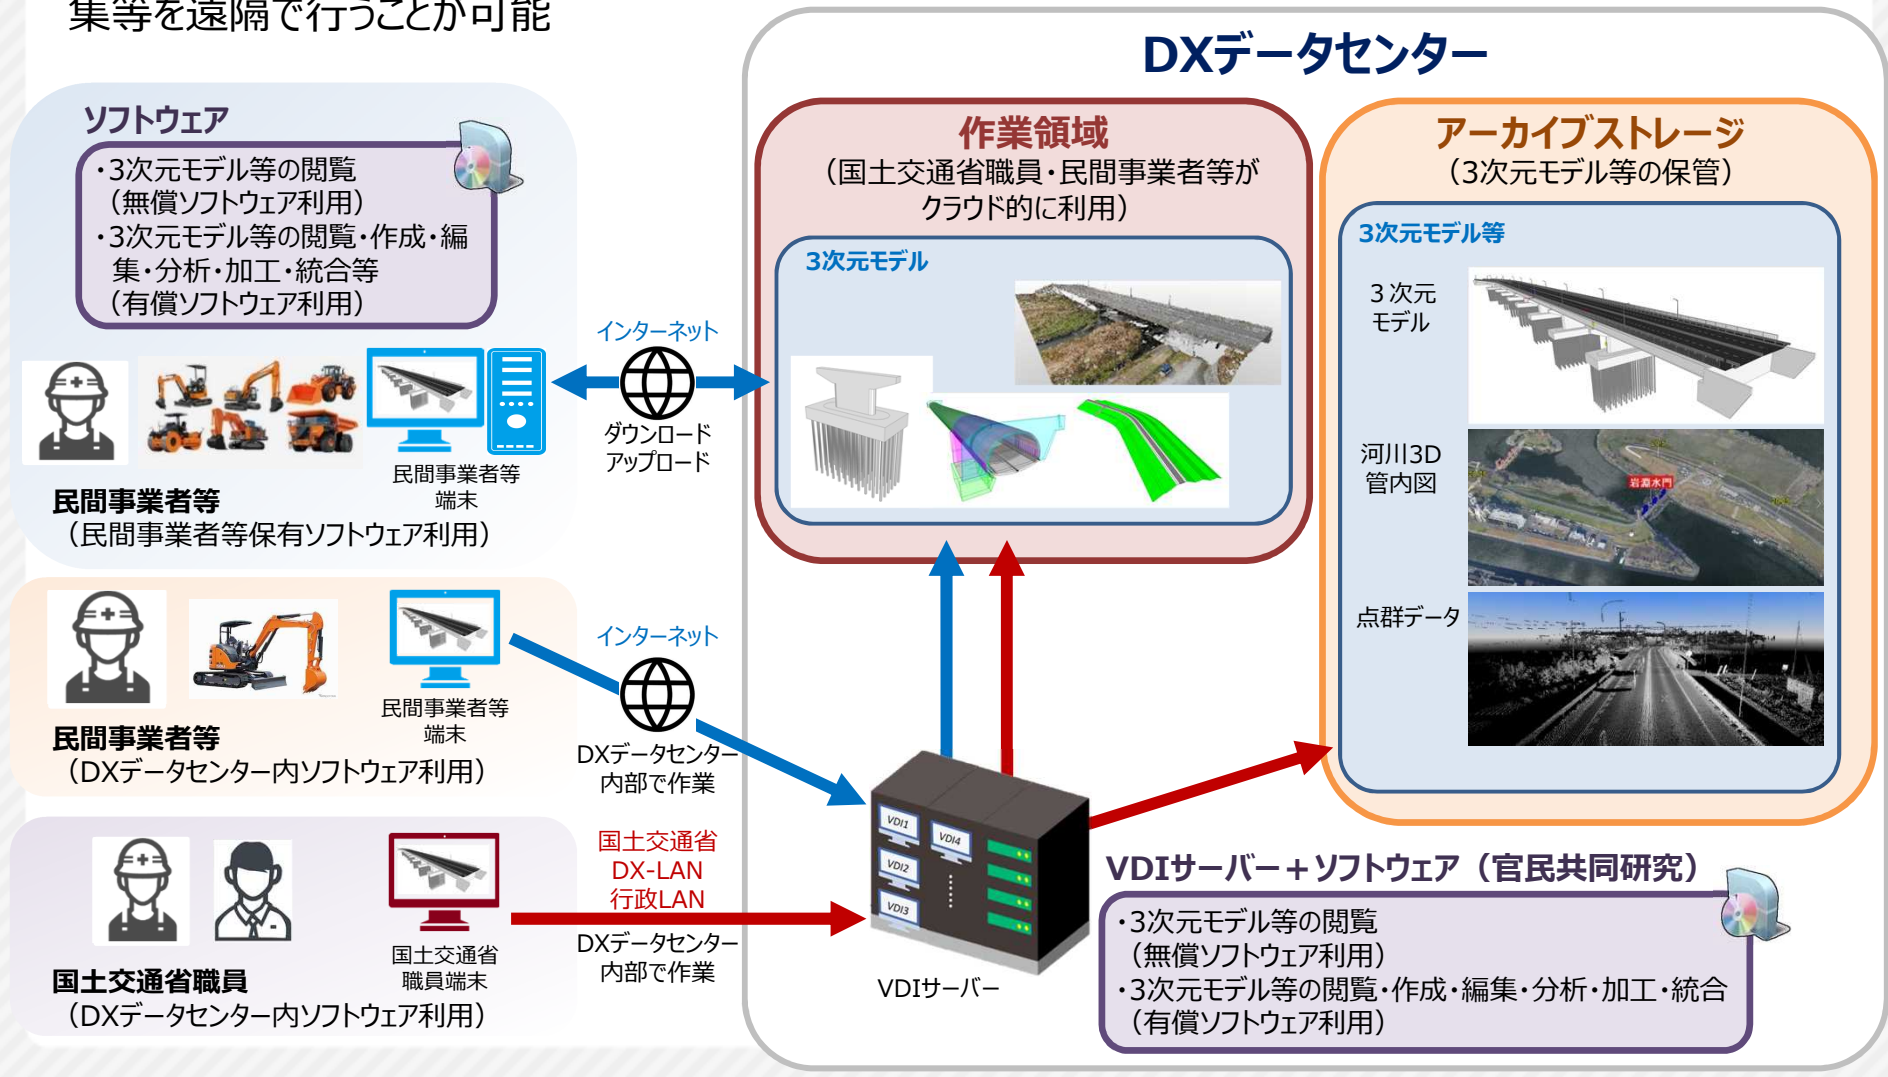 集等を遠隔で行うことが可能
DXデータセンター
ソフトウェア
・3次元モデル等の閲覧
（無償ソフトウェア利用）
・3次元モデル等の閲覧・作成・編
集・分析・加工・統合等
（有償ソフトウェア利用）
民間事業者等
端末
民間事業者等
（民間事業者等保有ソフトウェア利用）
インターネット
ダウンロード
アップロード
作業領域
（国土交通省職員・民間事業者等が
クラウド的に利用）
3次元モデル
アーカイブストレージ
（3次元モデル等の保管）
3次元モデル等
３次元
モデル
河川3D
管内図
岩淵水門
点群データ
民間事業者等
端末
民間事業者等
（DXデータセンター内ソフトウェア利用）
インターネット
DXデータセンター
内部で作業
国土交通省
職員端末
国土交通省職員
（DXデータセンター内ソフトウェア利用）
国土交通省
DX-LAN
行政LAN
DXデータセンター
内部で作業
VDI1
VDI4
VDI2
VDI3
VDIサーバー
VDIサーバー＋ソフトウェア（官民共同研究）
・3次元モデル等の閲覧
（無償ソフトウェア利用）
・3次元モデル等の閲覧・作成・編集・分析・加工・統合
（有償ソフトウェア利用）